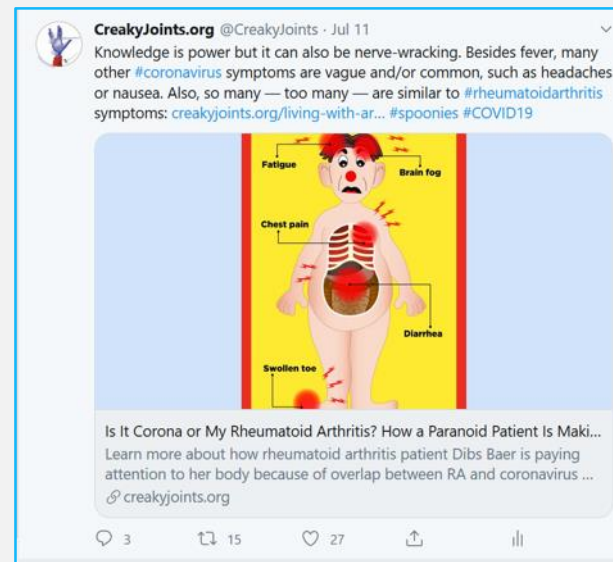 CreakyJoints.org @CreakyJoints · Jul 11
Knowledge is power but it can also be nerve-wracking. Besides fever, many
other #coronavirus symptoms are vague and/or common, such as headaches
or nausea. Also, so many — too many — are similar to #rheumatoidarthritis
symptoms: creakyjoints.org/living-with-ar... #spoonies #COVID19
Fatigue
Brain fog
Chest pain
Diarrhea
Swollen toe
Is It Corona or My Rheumatoid Arthritis? How a Paranoid Patient Is Maki...
Learn more about how rheumatoid arthritis patient Dibs Baer is paying
attention to her body because of overlap between RA and coronavirus ...
creakyjoints.org
3 15 27